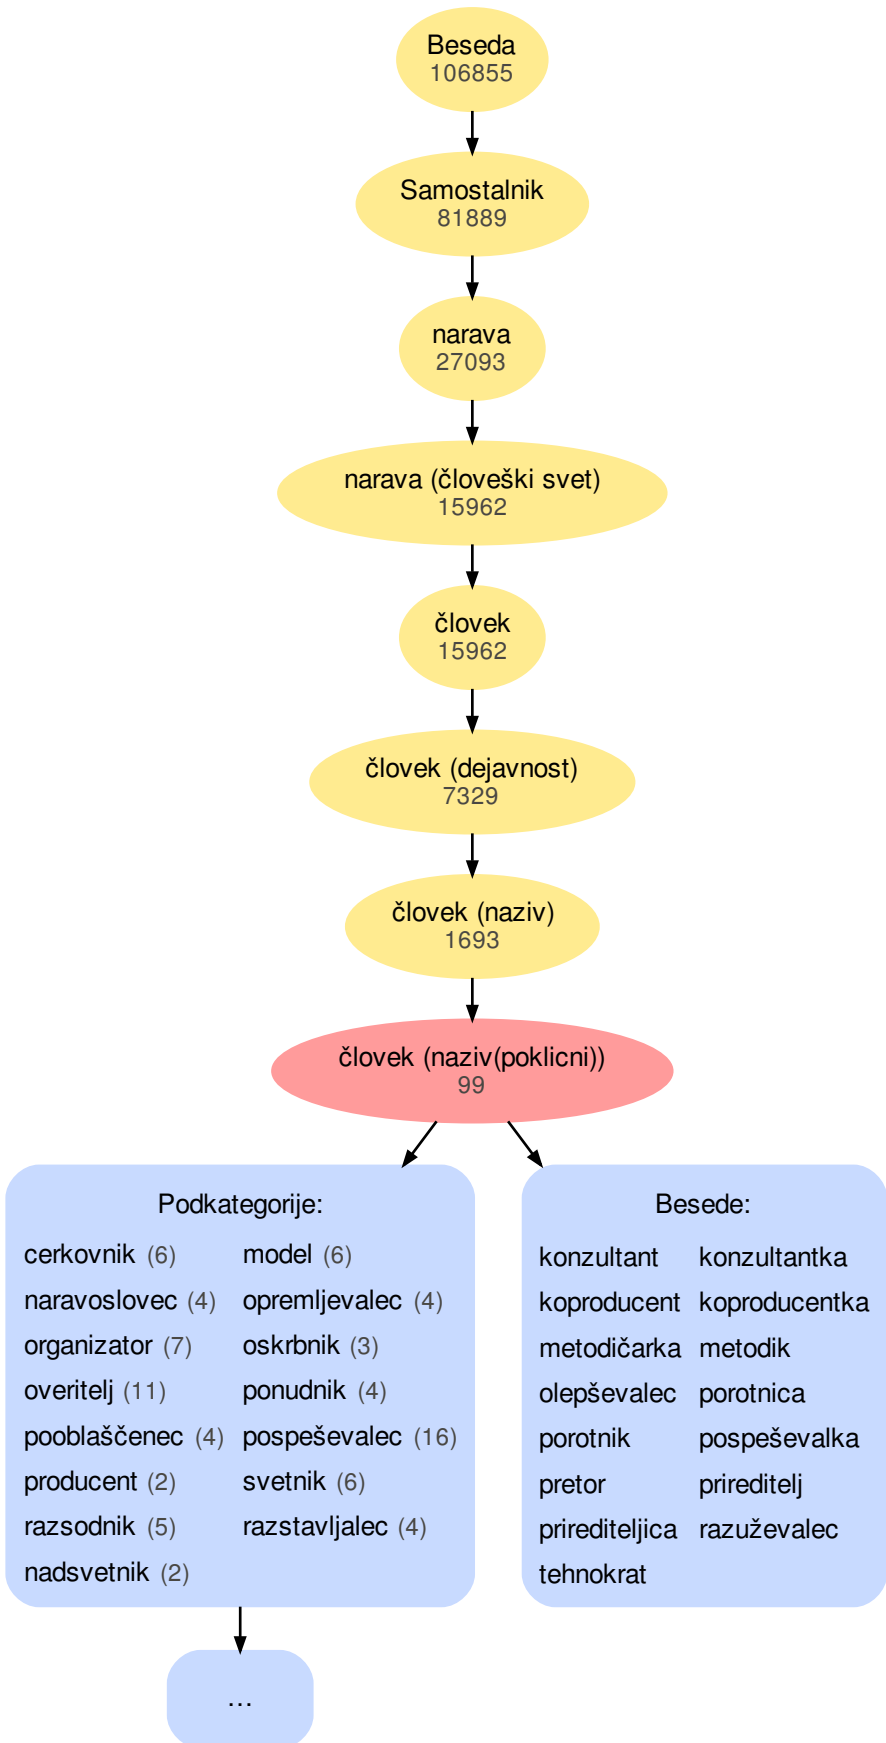 Beseda
106855
Samostalnik
81889
narava
27093
narava (človeški svet)
15962
človek
15962
človek (dejavnost)
7329
človek (naziv)
1693
človek (naziv(poklicni))
99
Podkategorije:
cerkovnik (6) model (6)
naravoslovec (4) opremljevalec (4)
organizator (7) oskrbnik (3)
overitelj (11) ponudnik (4)
pooblaščenec (4) pospeševalec (16)
producent (2) svetnik (6)
razsodnik (5) razstavljalec (4)
nadsvetnik (2)
...
Besede:
konzultant konzultantka
koproducent koproducentka
metodičarka metodik
olepševalec porotnica
porotnik pospeševalka
pretor prireditelj
prirediteljica razuževalec
tehnokrat